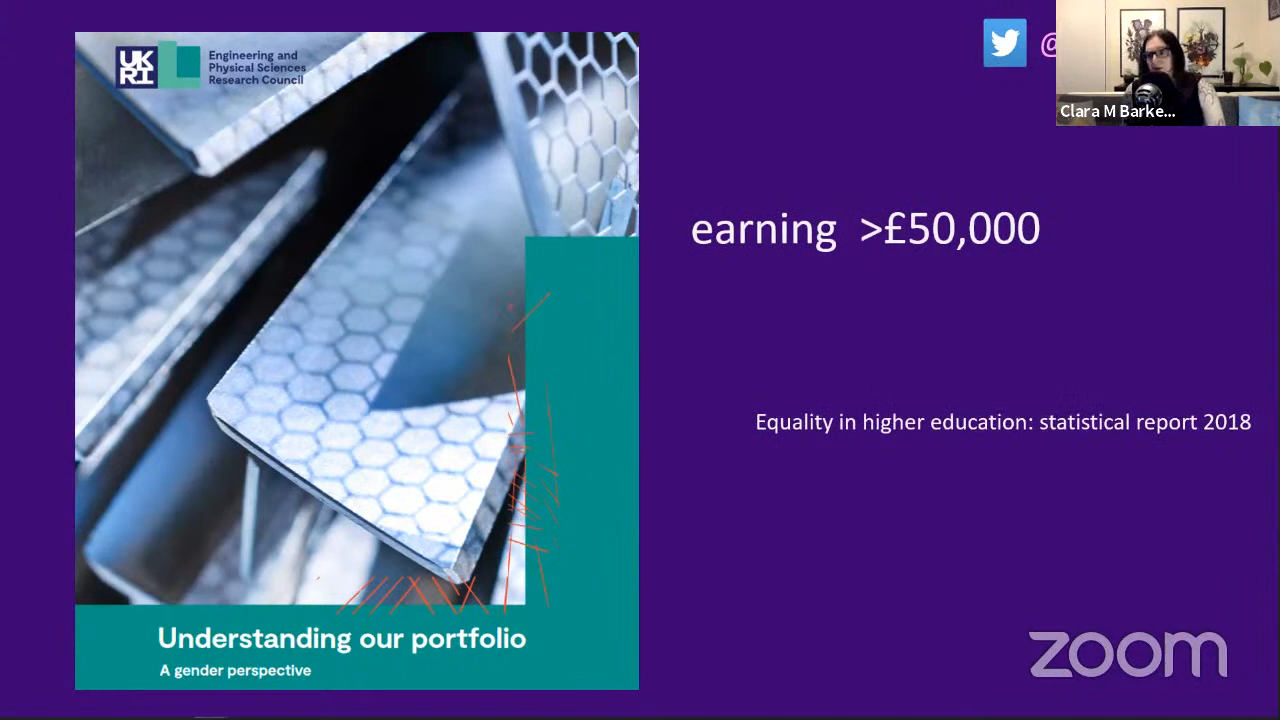 UK
RI
Engineering and
Physical Sciences
Research Council
@
Clara M Barke...
earning >£50,000
Equality in higher education: statistical report 2018
Understanding our portfolio
A gender perspective
zoom